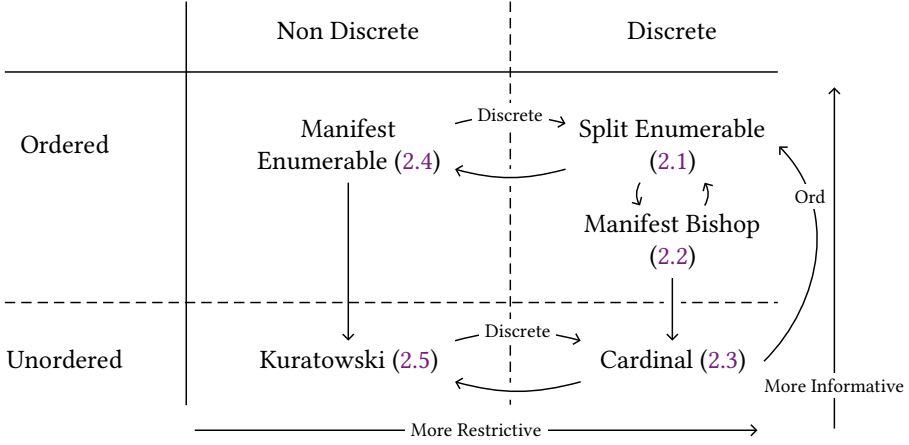 Non Discrete
Discrete
Ordered
Manifest
Enumerable (2.4)
Discrete
Split Enumerable
(2.1)
Ord
Manifest Bishop
(2.2)
Unordered
Kuratowski (2.5)
Discrete
Cardinal (2.3)
More Informative
More Restrictive